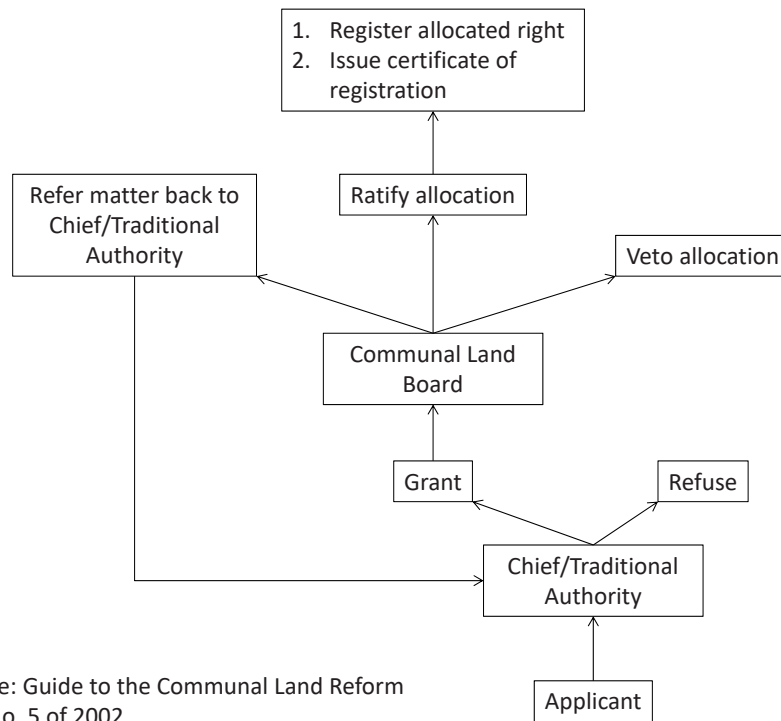 1. Register allocated right
2. Issue certificate of
registration
Refer matter back to
Chief/Traditional
Authority
Ratify allocation
Veto allocation
Communal Land
Board
Grant
Refuse
Chief/Traditional
Authority
Applicant
Guide to the Communal Land Reform
5 of 2002